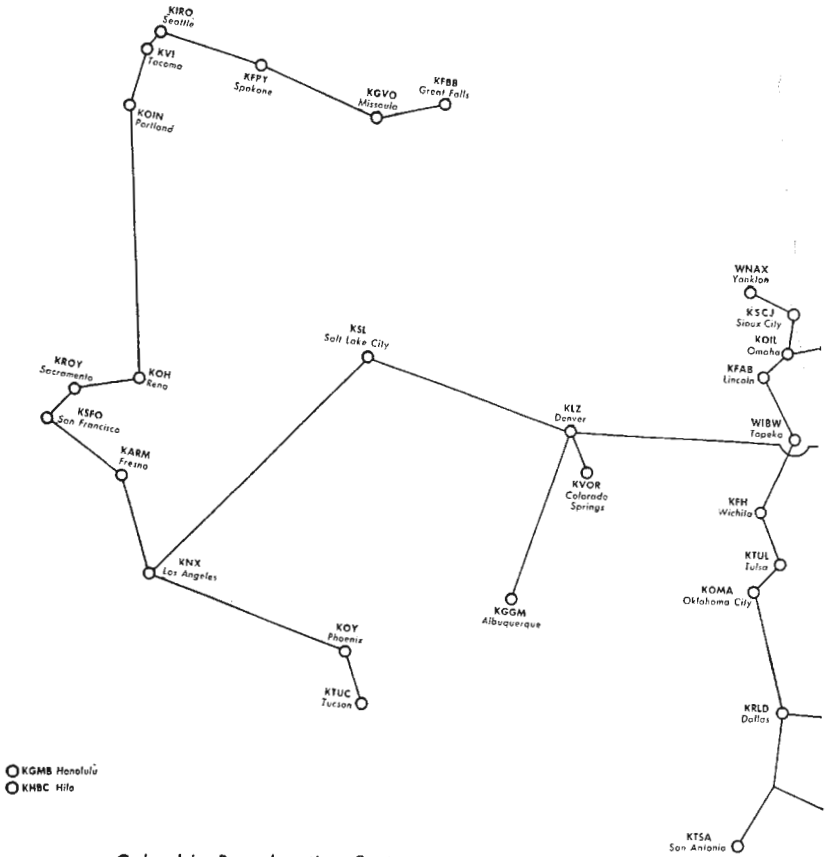 KIRO
Seattle
KVI
Tacoma
KFPY
Spokane
KGVO
Missoula
KFBB
Great Falls
KOIN
Portland
WNAX
Yankton
KSCJ
Sioux City
KOIL
Omaha
KFAB
Lincoln
KSL
Salt Lake City
KROY
Sacramento
KOH
Reno
KSFO
San Francisco
KLZ
Denver
WIBW
Topeka
KARM
Fresno
KVOR
Colorado
Springs
KFH
Wichita
KNX
Los Angeles
KTUL
Tulsa
KOMA
Oklahoma City
KGGM
Albuquerque
KOY
Phoenix
KTUC
Tucson
KRLD
Dallas
KGMB Honolulu
KHBC Hilo
KTSA
San Antonio